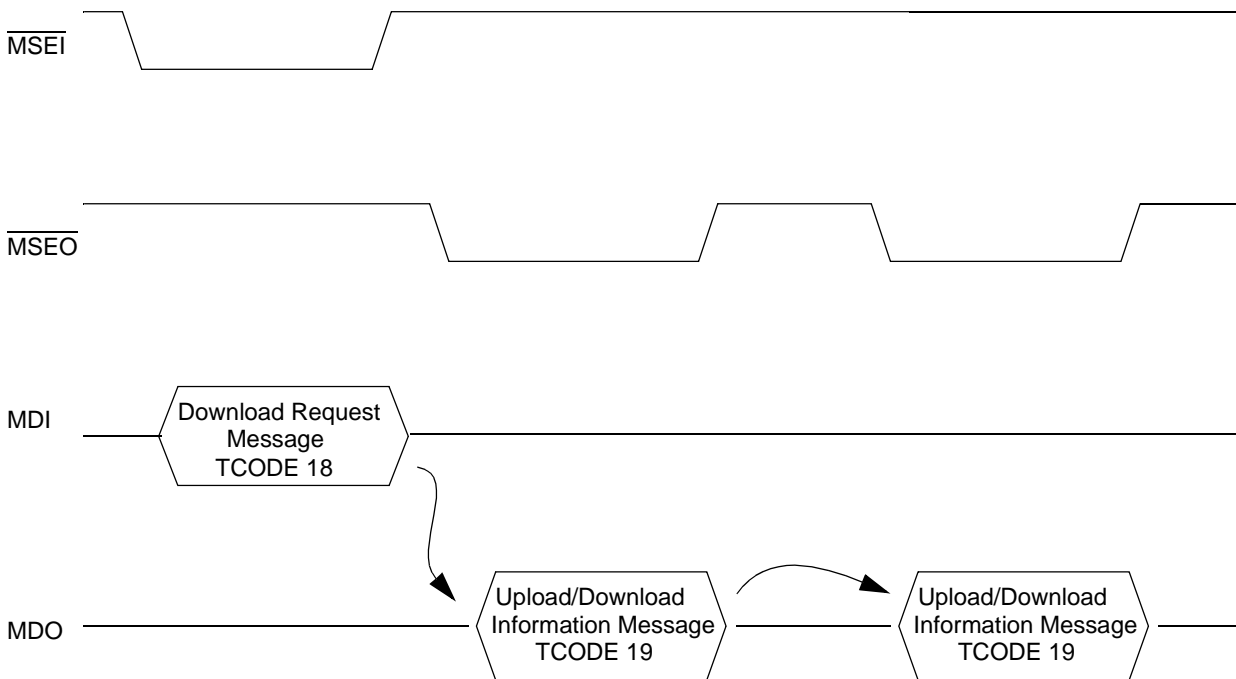 MSEI
MSEO
MDI
Download Request
Message
TCODE 18
MDO
Upload/Download
Information Message
TCODE 19
Upload/Download
Information Message
TCODE 19